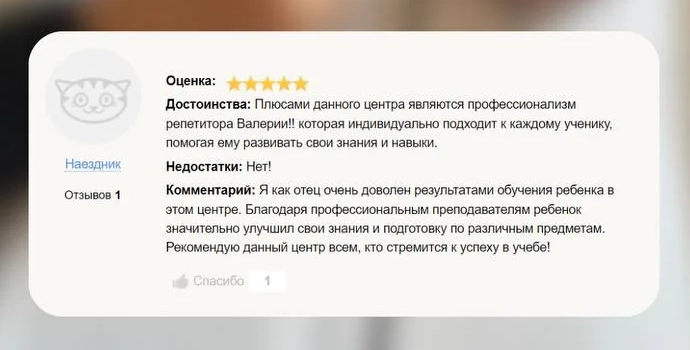 Оценка:
Достоинства: Плюсами данного центра являются профессионализм
репетитора Валерии!! которая индивидуально подходит к каждому ученику,
помогая ему развивать свои знания и навыки.
Наездник
Недостатки: Нет!
Отзывов 1
Комментарий: Я как отец очень доволен результатами обучения ребенка в
этом центре. Благодаря профессиональным преподавателям ребенок
значительно улучшил свои знания и подготовку по различным предметам.
Рекомендую данный центр всем, кто стремится к успеху в учебе!
Спасибо 1